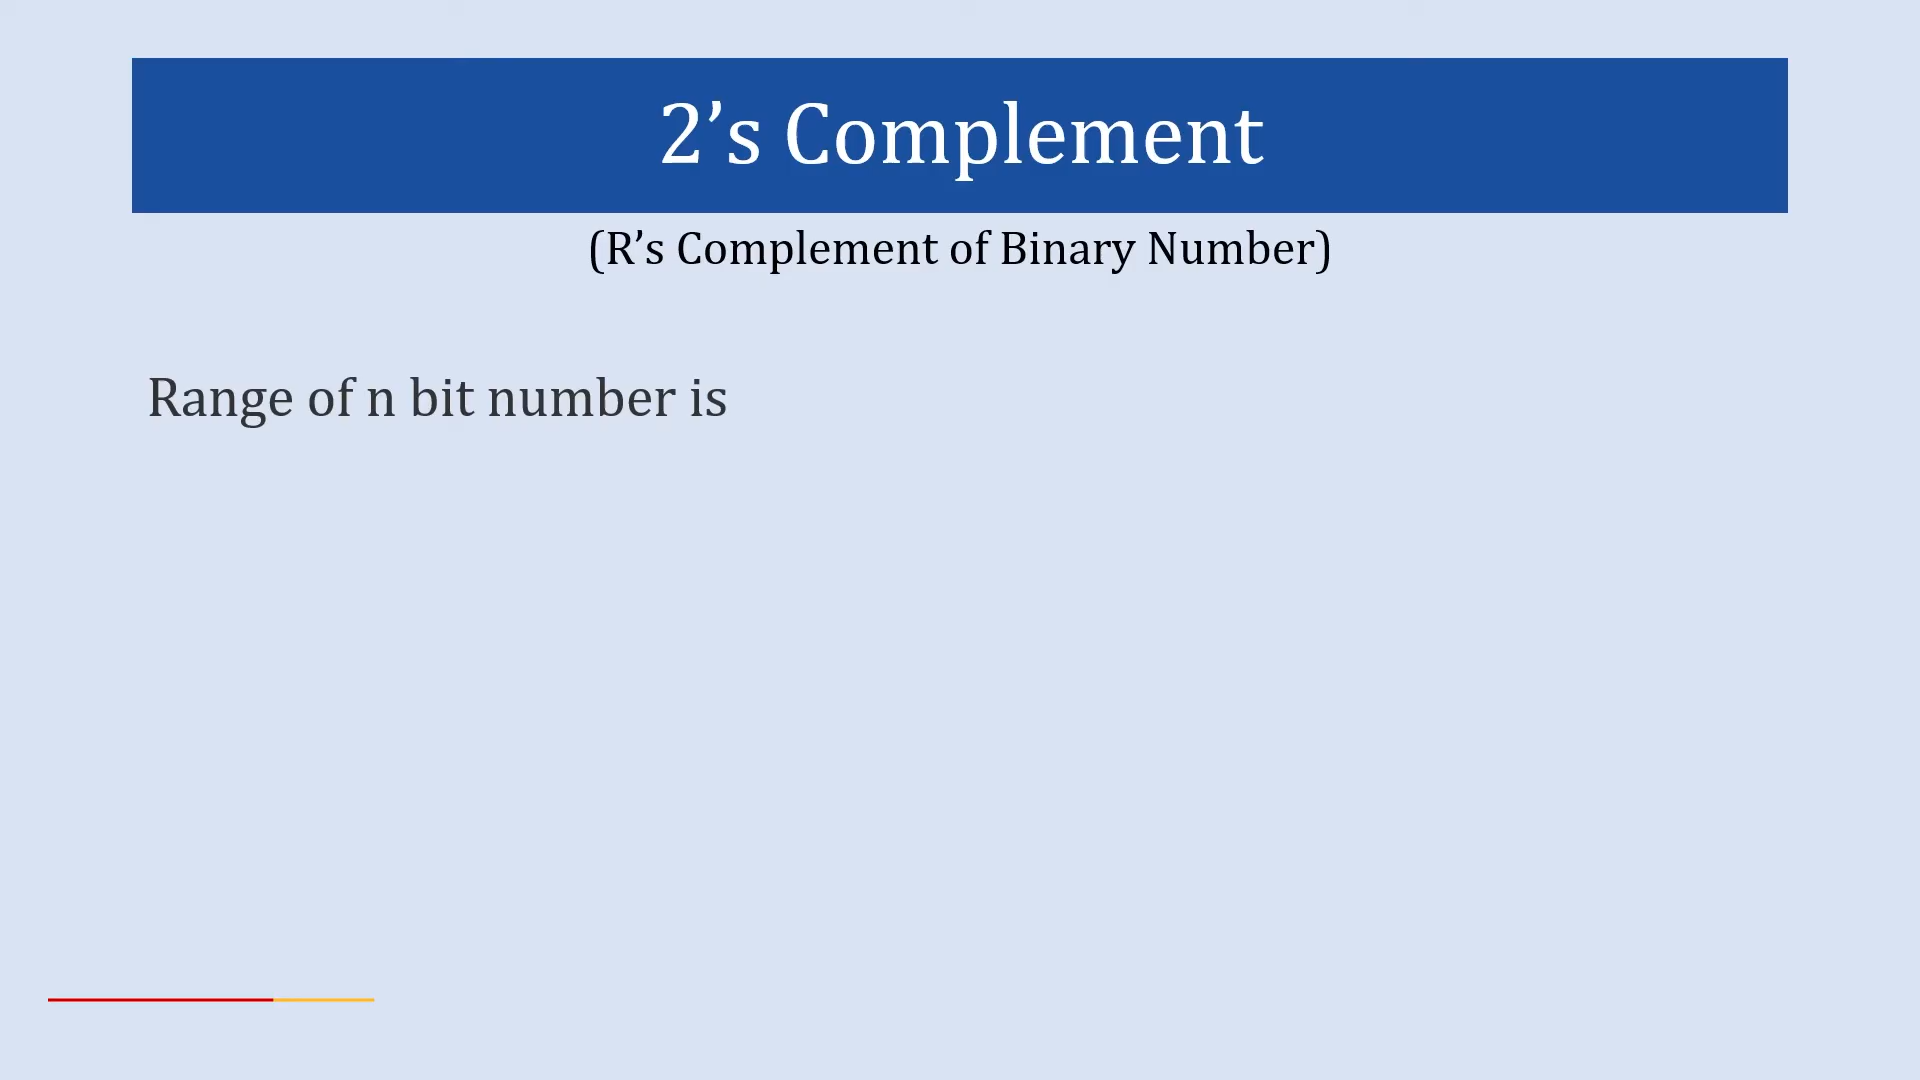 2’s Complement
(R’s Complement of Binary Number)
Range of n bit number is